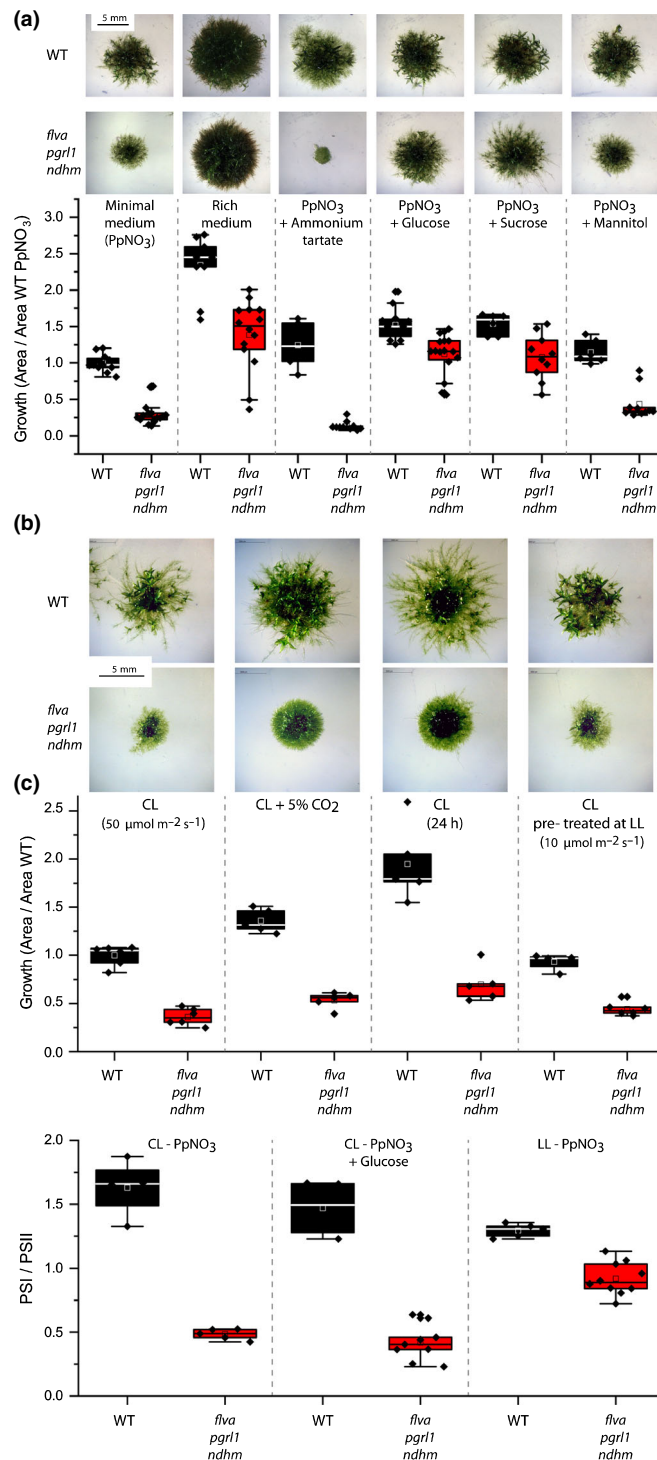 (a)
5 mm
WT
flva
pgrl1
ndhm
Minimal medium (PpNO3)
Rich medium
PpNO3 + Ammonium tartate
PpNO3 + Glucose
PpNO3 + Sucrose
PpNO3 + Mannitol
Growth (Area / Area WT PpNO3)
3.0
2.5
2.0
1.5
1.0
0.5
0.0
WT
flva pgrl1 ndhm
WT
flva pgrl1 ndhm
WT
flva pgrl1 ndhm
WT
flva pgrl1 ndhm
WT
flva pgrl1 ndhm
WT
flva pgrl1 ndhm
(b)
WT
5 mm
flva
pgrl1
ndhm
(c)
CL (50 µmol m−2 s−1)
CL + 5% CO2
CL (24 h)
CL pre- treated at LL (10 µmol m−2 s−1)
Growth (Area / Area WT)
2.5
2.0
1.5
1.0
0.5
0.0
WT
flva pgrl1 ndhm
WT
flva pgrl1 ndhm
WT
flva pgrl1 ndhm
WT
flva pgrl1 ndhm
CL - PpNO3
CL - PpNO3 + Glucose
LL - PpNO3
PSI / PSII
2.0
1.5
1.0
0.5
0.0
WT
flva pgrl1 ndhm
WT
flva pgrl1 ndhm
WT
flva pgrl1 ndhm